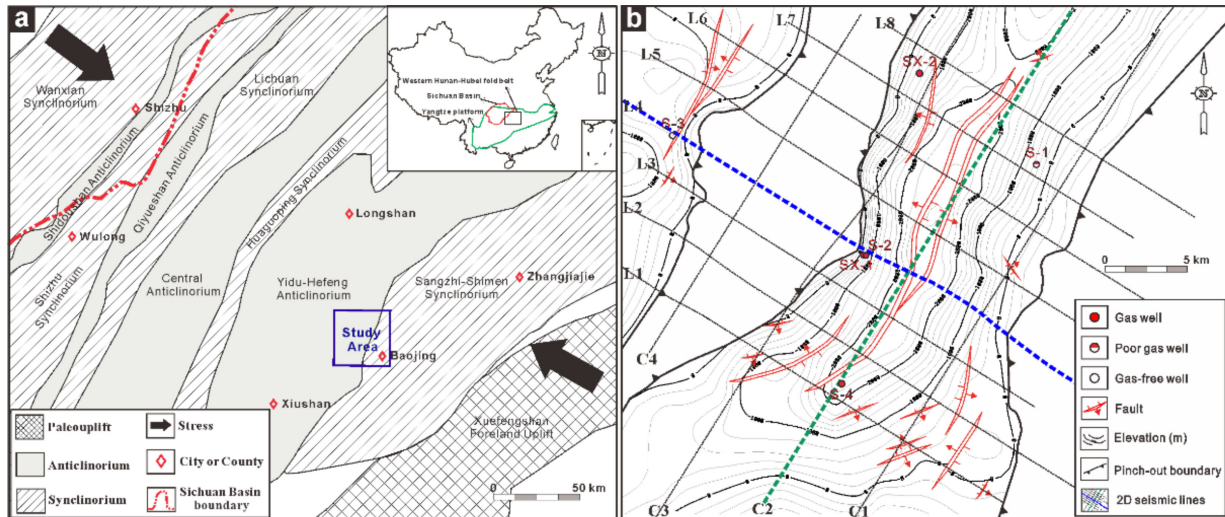 a
Wanxian
Synclinorium
Shizhu
Lichuan
Synclinorium
Western Hunan-Hubei fold belt
Sichuan Basin
Yangtze platform
N
Shidoushan Anticlinorium
Qiyueshan Anticlinorium
Huaguoping Synclinorium
Wulong
Shizhu
Synclinorium
Central
Anticlinorium
Longshan
Yidu-Hefeng
Anticlinorium
Sangzhi-Shimen
Synclinorium
Zhangjiajie
Study
Area
Baojing
Xiushan
Xuefengshan
Foreland Uplift
Paleouplift
Stress
Anticlinorium
City or County
Synclinorium
Sichuan Basin
boundary
0 50 km
b
L6
L7
L8
L5
SX-2
N
L4
S-3
S-1
L3
L2
S-2
SX-1
L1
0 5 km
C4
S-4
C3
C2
C1
Gas well
Poor gas well
Gas-free well
Fault
Elevation (m)
Pinch-out boundary
2D seismic lines